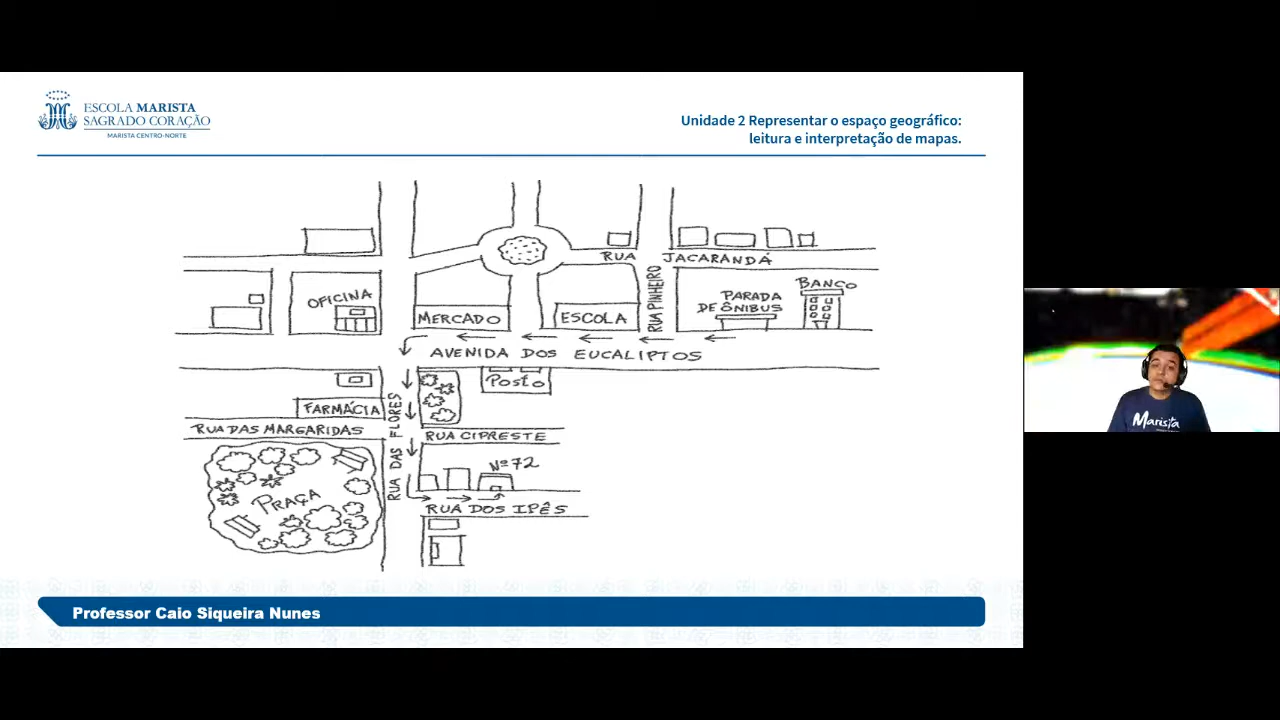 ESCOLA MARISTA
SAGRADO CORAÇÃO
MARISTA CENTRO-NORTE
Unidade 2 Representar o espaço geográfico:
leitura e interpretação de mapas.
RUA JACARANDÁ
RUA PINHEIRO
BANCO
PARADA
DE ÔNIBUS
OFICINA
MERCADO
ESCOLA
AVENIDA DOS EUCALIPTOS
POSTO
FARMÁCIA
RUA DAS FLORES
RUA DAS MARGARIDAS
RUA CIPRESTE
Nº 72
PRAÇA
RUA DOS IPÊS
Marista
Professor Caio Siqueira Nunes